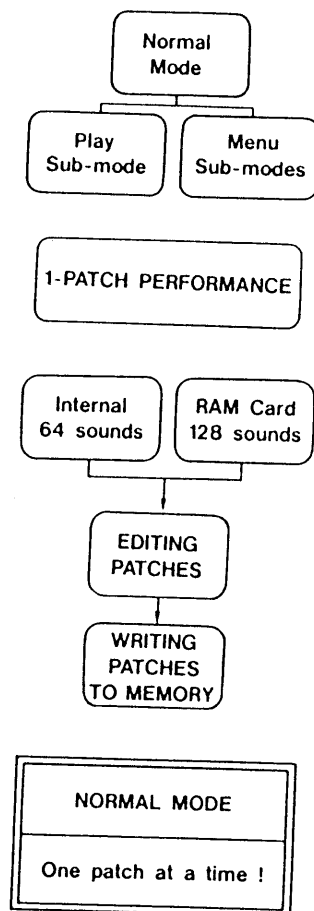 Normal
Mode
Play
Sub-mode
Menu
Sub-modes
1-PATCH PERFORMANCE
Internal
64 sounds
RAM Card
128 sounds
EDITING
PATCHES
WRITING
PATCHES
TO MEMORY
NORMAL MODE
One patch at a time !